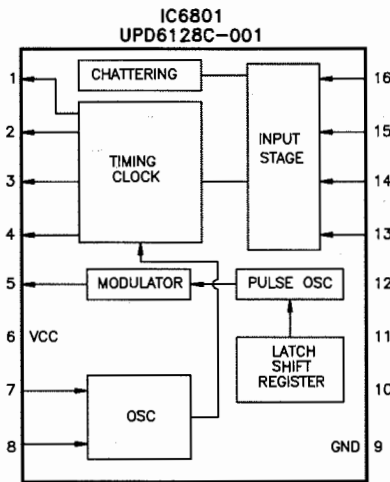 IC6801
UPD6128C-001
1 CHATTERING 16
2 TIMING CLOCK INPUT STAGE 15
3 14
4 13
5 MODULATOR PULSE OSC 12
6 VCC 11
LATCH SHIFT REGISTER
7 10
OSC
8 GND 9